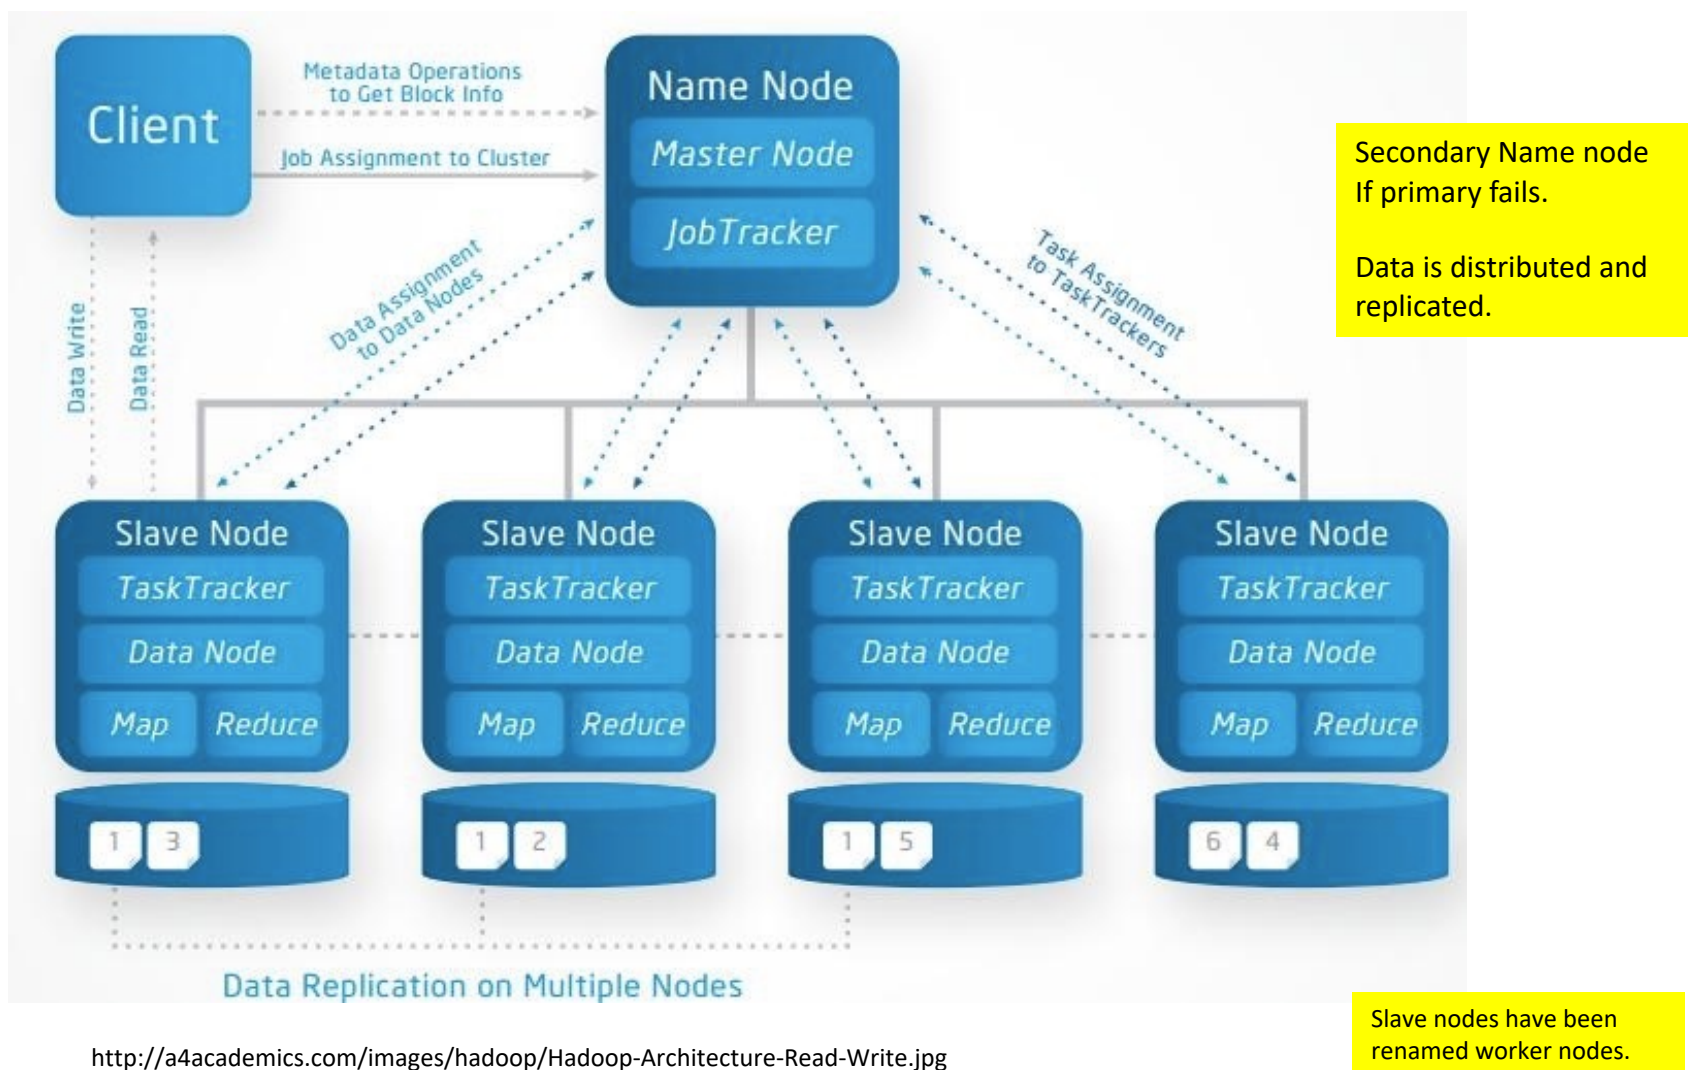 Client
Metadata Operations
to Get Block Info
Job Assignment to Cluster
Name Node
Master Node
JobTracker
Secondary Name node
If primary fails.
Data is distributed and
replicated.
Data Write
Data Read
Data Assignment
to Data Nodes
Task Assignment
to TaskTrackers
Slave Node
TaskTracker
Data Node
Map Reduce
1 3
Slave Node
TaskTracker
Data Node
Map Reduce
1 2
Slave Node
TaskTracker
Data Node
Map Reduce
1 5
Slave Node
TaskTracker
Data Node
Map Reduce
6 4
Data Replication on Multiple Nodes
Slave nodes have been
renamed worker nodes.
http://a4academics.com/images/hadoop/Hadoop-Architecture-Read-Write.jpg